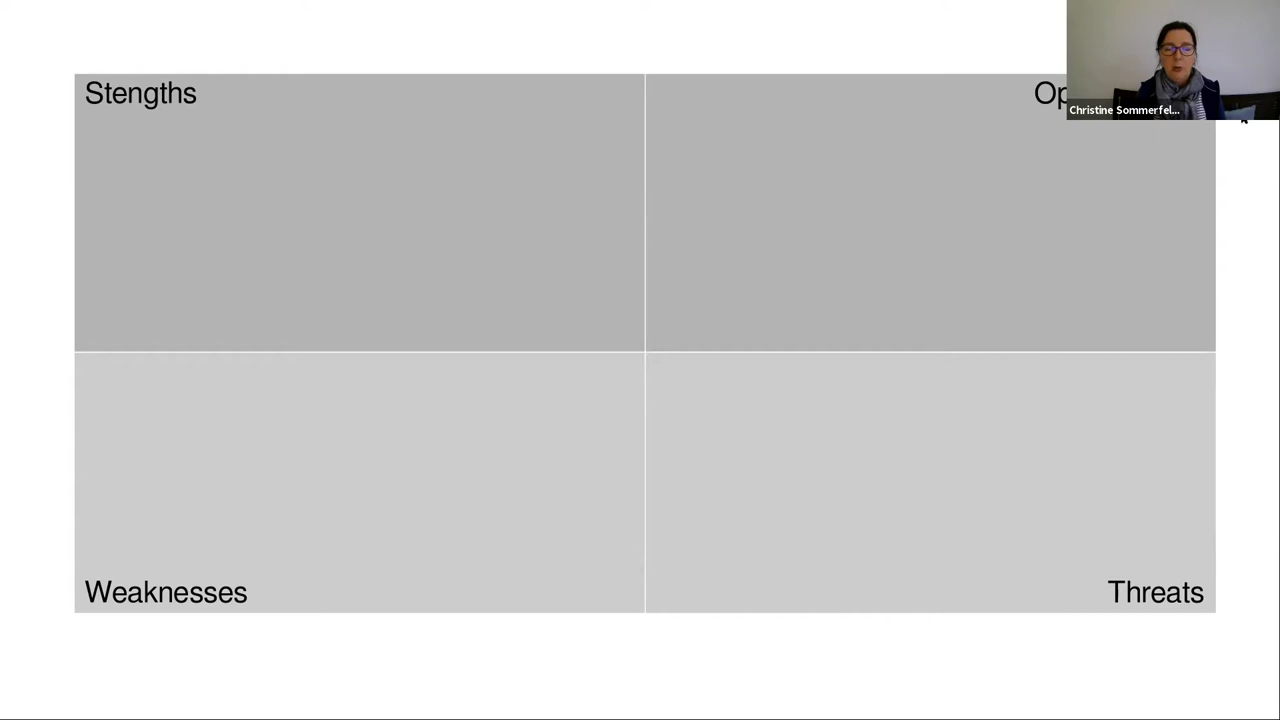 Stengths
Op
Christine Sommerfel...
Weaknesses
Threats